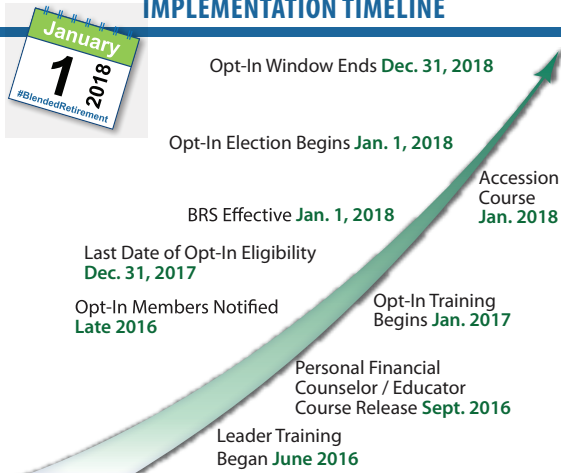 IMPLEMENTATION TIMELINE
January
1
2018
#BlendedRetirement
Opt-In Window Ends Dec. 31, 2018
Opt-In Election Begins Jan. 1, 2018
Accession
Course
Jan. 2018
BRS Effective Jan. 1, 2018
Last Date of Opt-In Eligibility
Dec. 31, 2017
Opt-In Members Notified
Late 2016
Opt-In Training
Begins Jan. 2017
Personal Financial
Counselor / Educator
Course Release Sept. 2016
Leader Training
Began June 2016